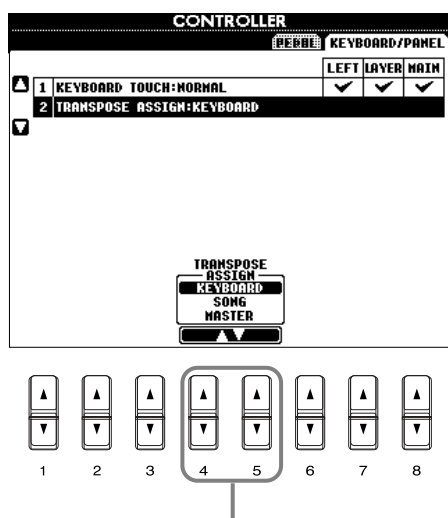 CONTROLLER
PEDAL KEYBOARD/PANEL
LEFT LAYER MAIN
1 KEYBOARD TOUCH:NORMAL
2 TRANSPOSE ASSIGN:KEYBOARD
TRANSPOSE
ASSIGN
KEYBOARD
SONG
MASTER
1 2 3 4 5 6 7 8